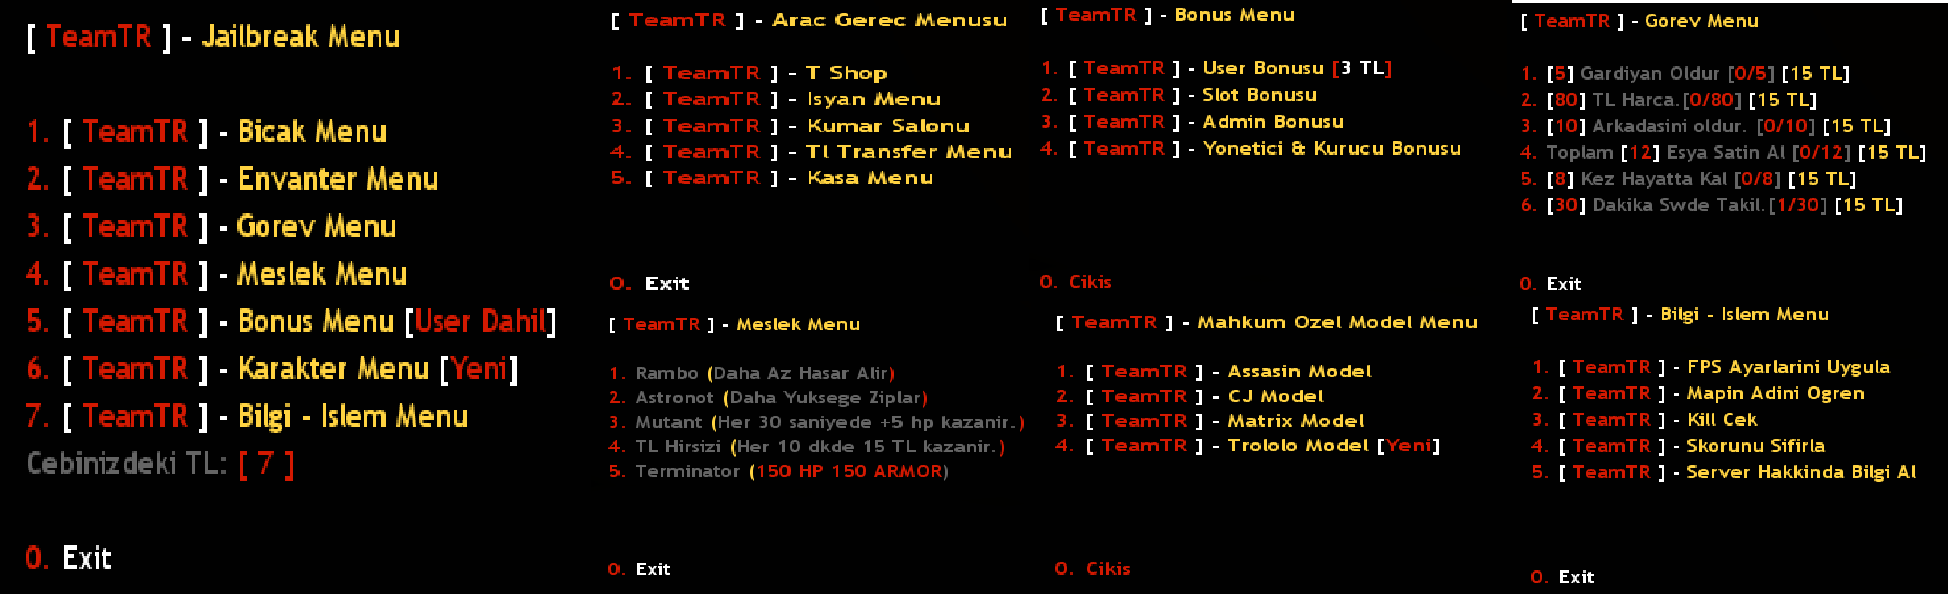 [ TeamTR ] - Jailbreak Menu
1. [ TeamTR ] - Bicak Menu
2. [ TeamTR ] - Envanter Menu
3. [ TeamTR ] - Gorev Menu
4. [ TeamTR ] - Meslek Menu
5. [ TeamTR ] - Bonus Menu [User Dahil]
6. [ TeamTR ] - Karakter Menu [Yeni]
7. [ TeamTR ] - Bilgi - Islem Menu
Cebinizdeki TL: [ 7 ]
0. Exit
[ TeamTR ] - Arac Gerec Menusu
1. [ TeamTR ] - T Shop
2. [ TeamTR ] - Isyan Menu
3. [ TeamTR ] - Kumar Salonu
4. [ TeamTR ] - Tl Transfer Menu
5. [ TeamTR ] - Kasa Menu
0. Exit
[ TeamTR ] - Bonus Menu
1. [ TeamTR ] - User Bonusu [3 TL]
2. [ TeamTR ] - Slot Bonusu
3. [ TeamTR ] - Admin Bonusu
4. [ TeamTR ] - Yonetici & Kurucu Bonusu
0. Cikis
[ TeamTR ] - Gorev Menu
1. [5] Gardiyan Oldur [0/5] [15 TL]
2. [80] TL Harca.[0/80] [15 TL]
3. [10] Arkadasini oldur. [0/10] [15 TL]
4. Toplam [12] Esya Satin Al [0/12] [15 TL]
5. [8] Kez Hayatta Kal [0/8] [15 TL]
6. [30] Dakika Swde Takil.[1/30] [15 TL]
0. Exit
[ TeamTR ] - Meslek Menu
1. Rambo (Daha Az Hasar Alir)
2. Astronot (Daha Yuksege Ziplar)
3. Mutant (Her 30 saniyede +5 hp kazanir.)
4. TL Hirsizi (Her 10 dkde 15 TL kazanir.)
5. Terminator (150 HP 150 ARMOR)
0. Exit
[ TeamTR ] - Mahkum Ozel Model Menu
1. [ TeamTR ] - Assasin Model
2. [ TeamTR ] - CJ Model
3. [ TeamTR ] - Matrix Model
4. [ TeamTR ] - Trololo Model [Yeni]
0. Cikis
[ TeamTR ] - Bilgi - Islem Menu
1. [ TeamTR ] - FPS Ayarlarini Uygula
2. [ TeamTR ] - Mapin Adini Ogren
3. [ TeamTR ] - Kill Cek
4. [ TeamTR ] - Skorunu Sifirla
5. [ TeamTR ] - Server Hakkinda Bilgi Al
0. Exit